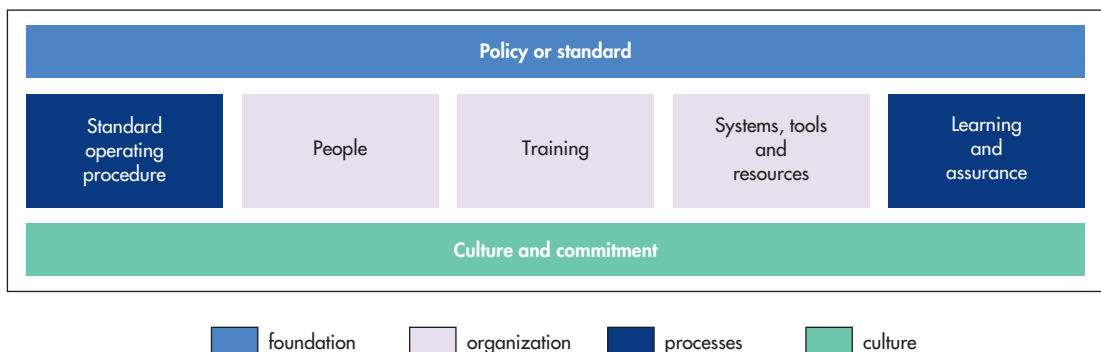 Policy or standard
Standard
operating
procedure
People
Training
Systems, tools
and
resources
Learning
and
assurance
Culture and commitment
foundation
organization
processes
culture